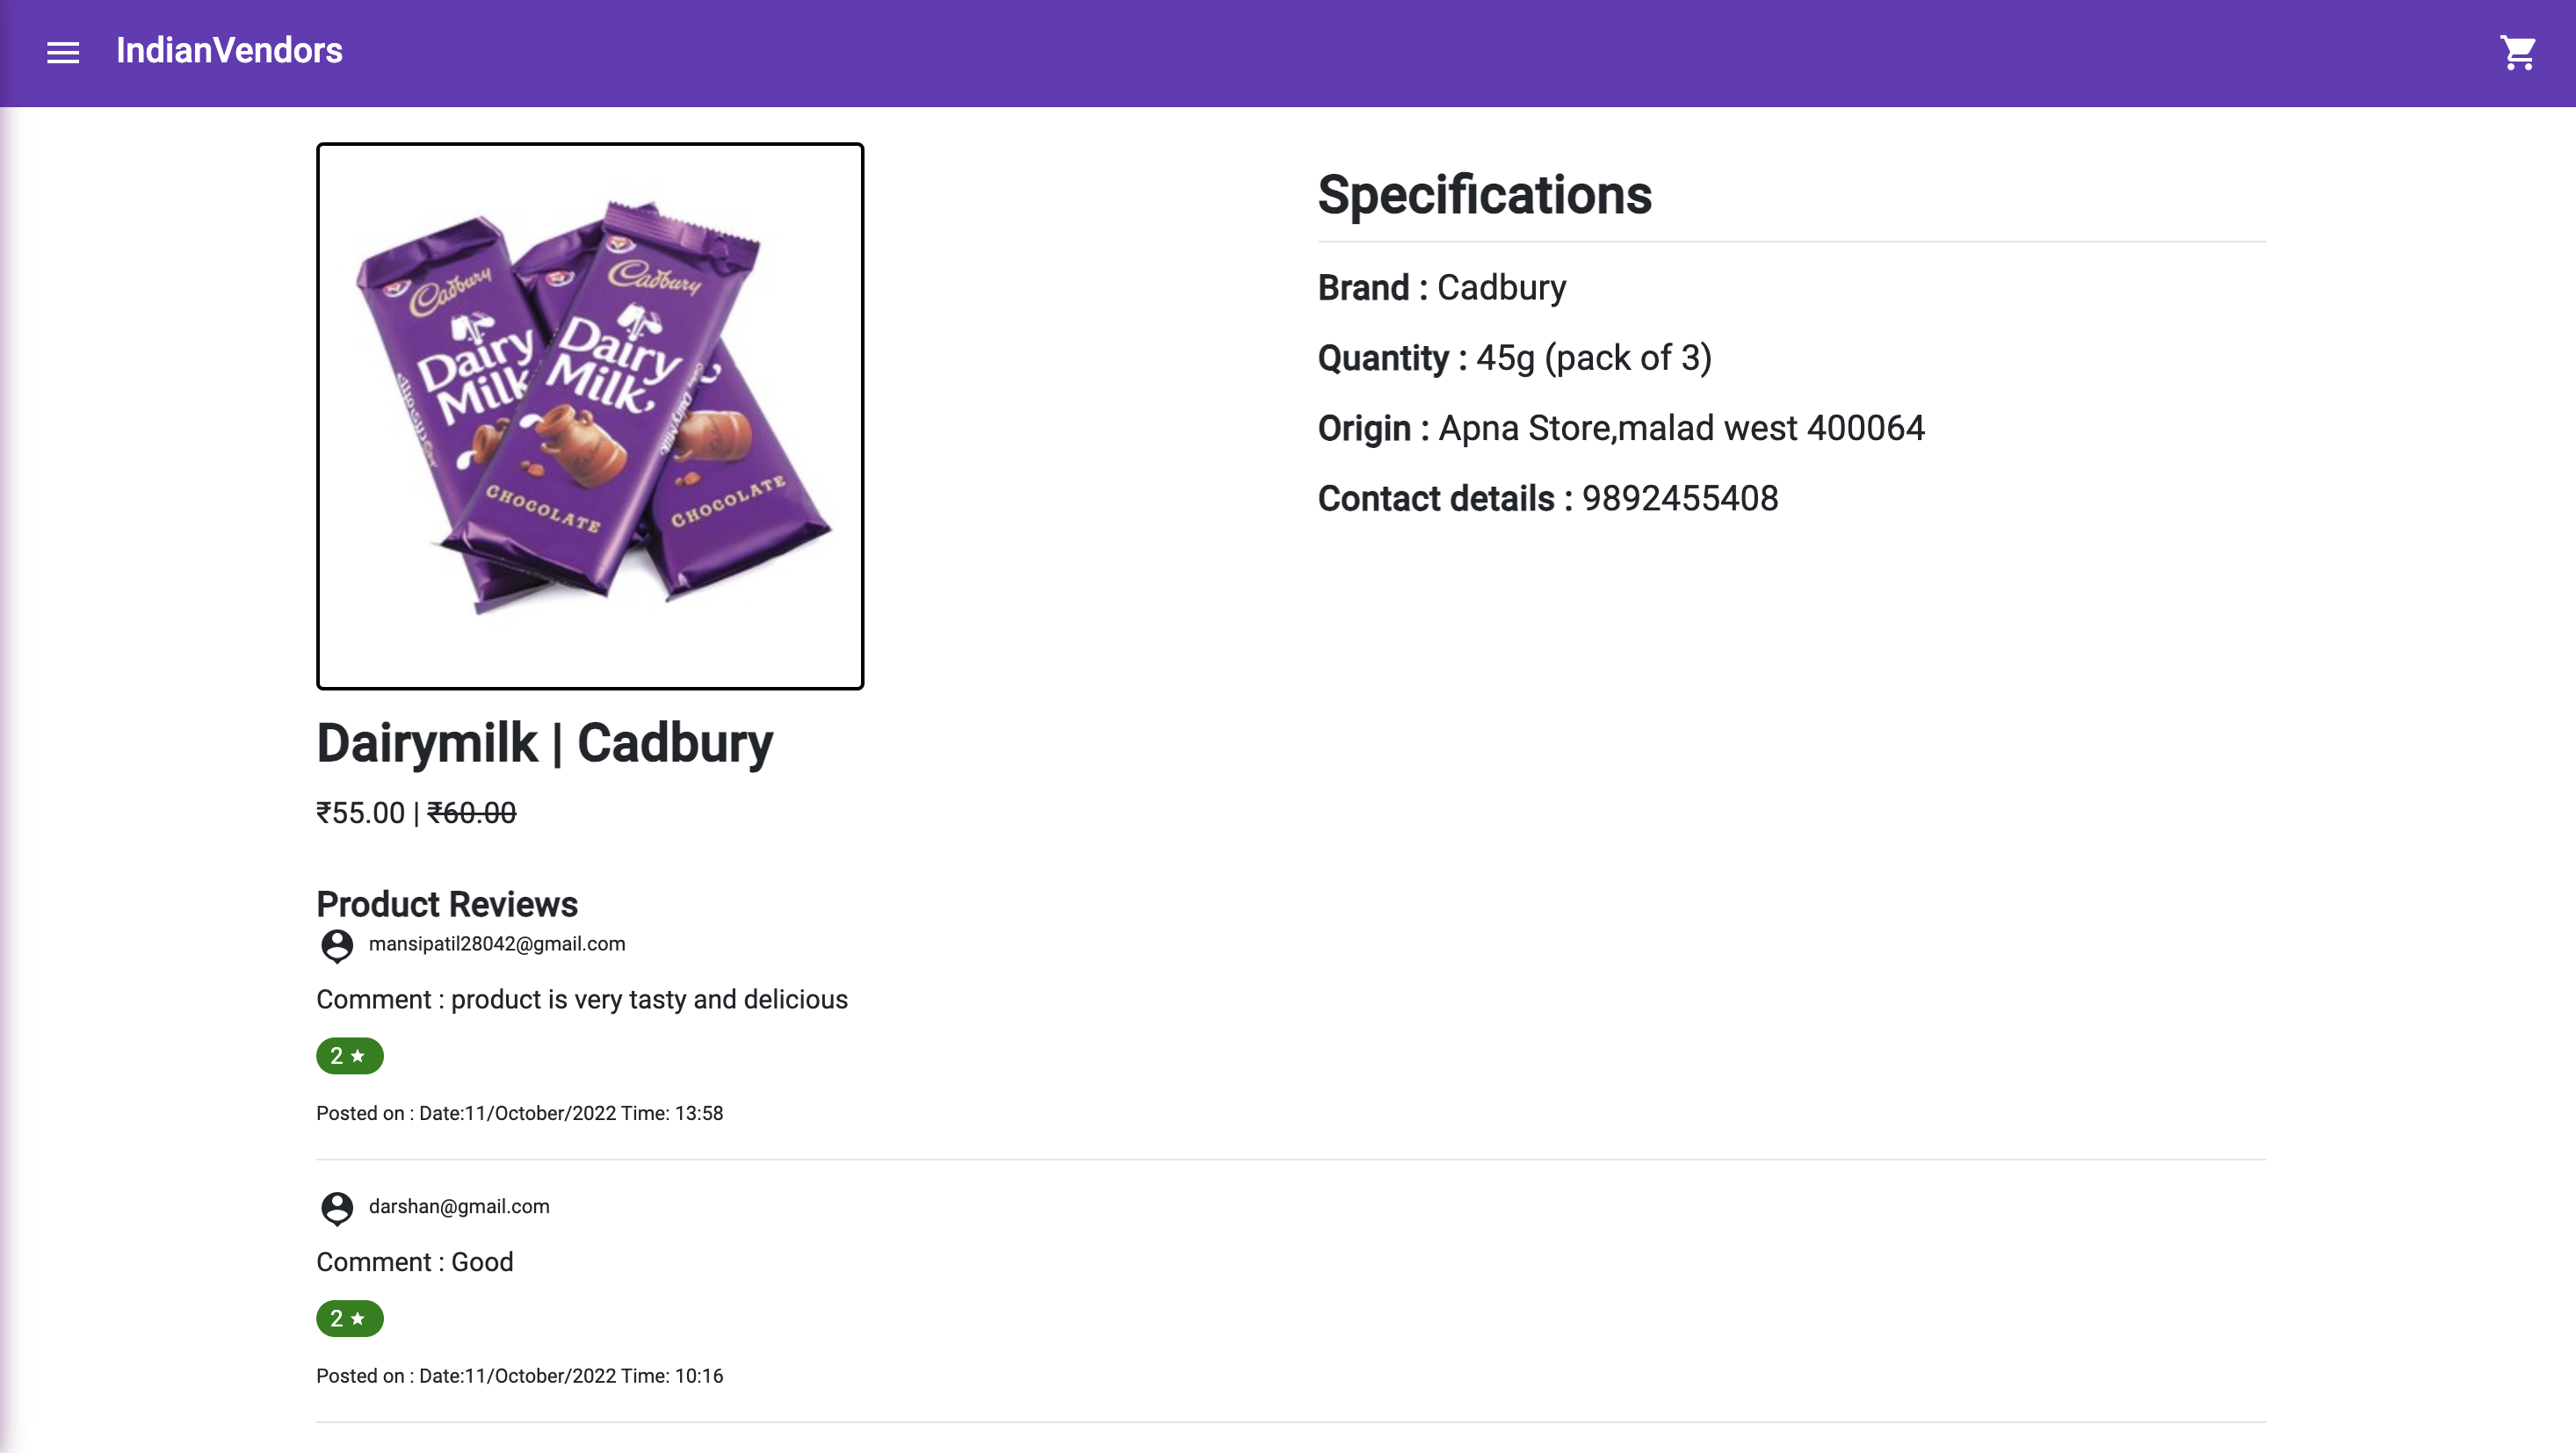 IndianVendors
Cadbury
Dairy
Milk
Cadbury
Dairy
Milk
CHOCOLATE
CHOCOLATE
Dairymilk | Cadbury
₹55.00 | ₹60.00
Specifications
Brand : Cadbury
Quantity : 45g (pack of 3)
Origin : Apna Store,malad west 400064
Contact details : 9892455408
Product Reviews
mansipatil28042@gmail.com
Comment : product is very tasty and delicious
2 ★
Posted on : Date:11/October/2022 Time: 13:58
darshan@gmail.com
Comment : Good
2 ★
Posted on : Date:11/October/2022 Time: 10:16